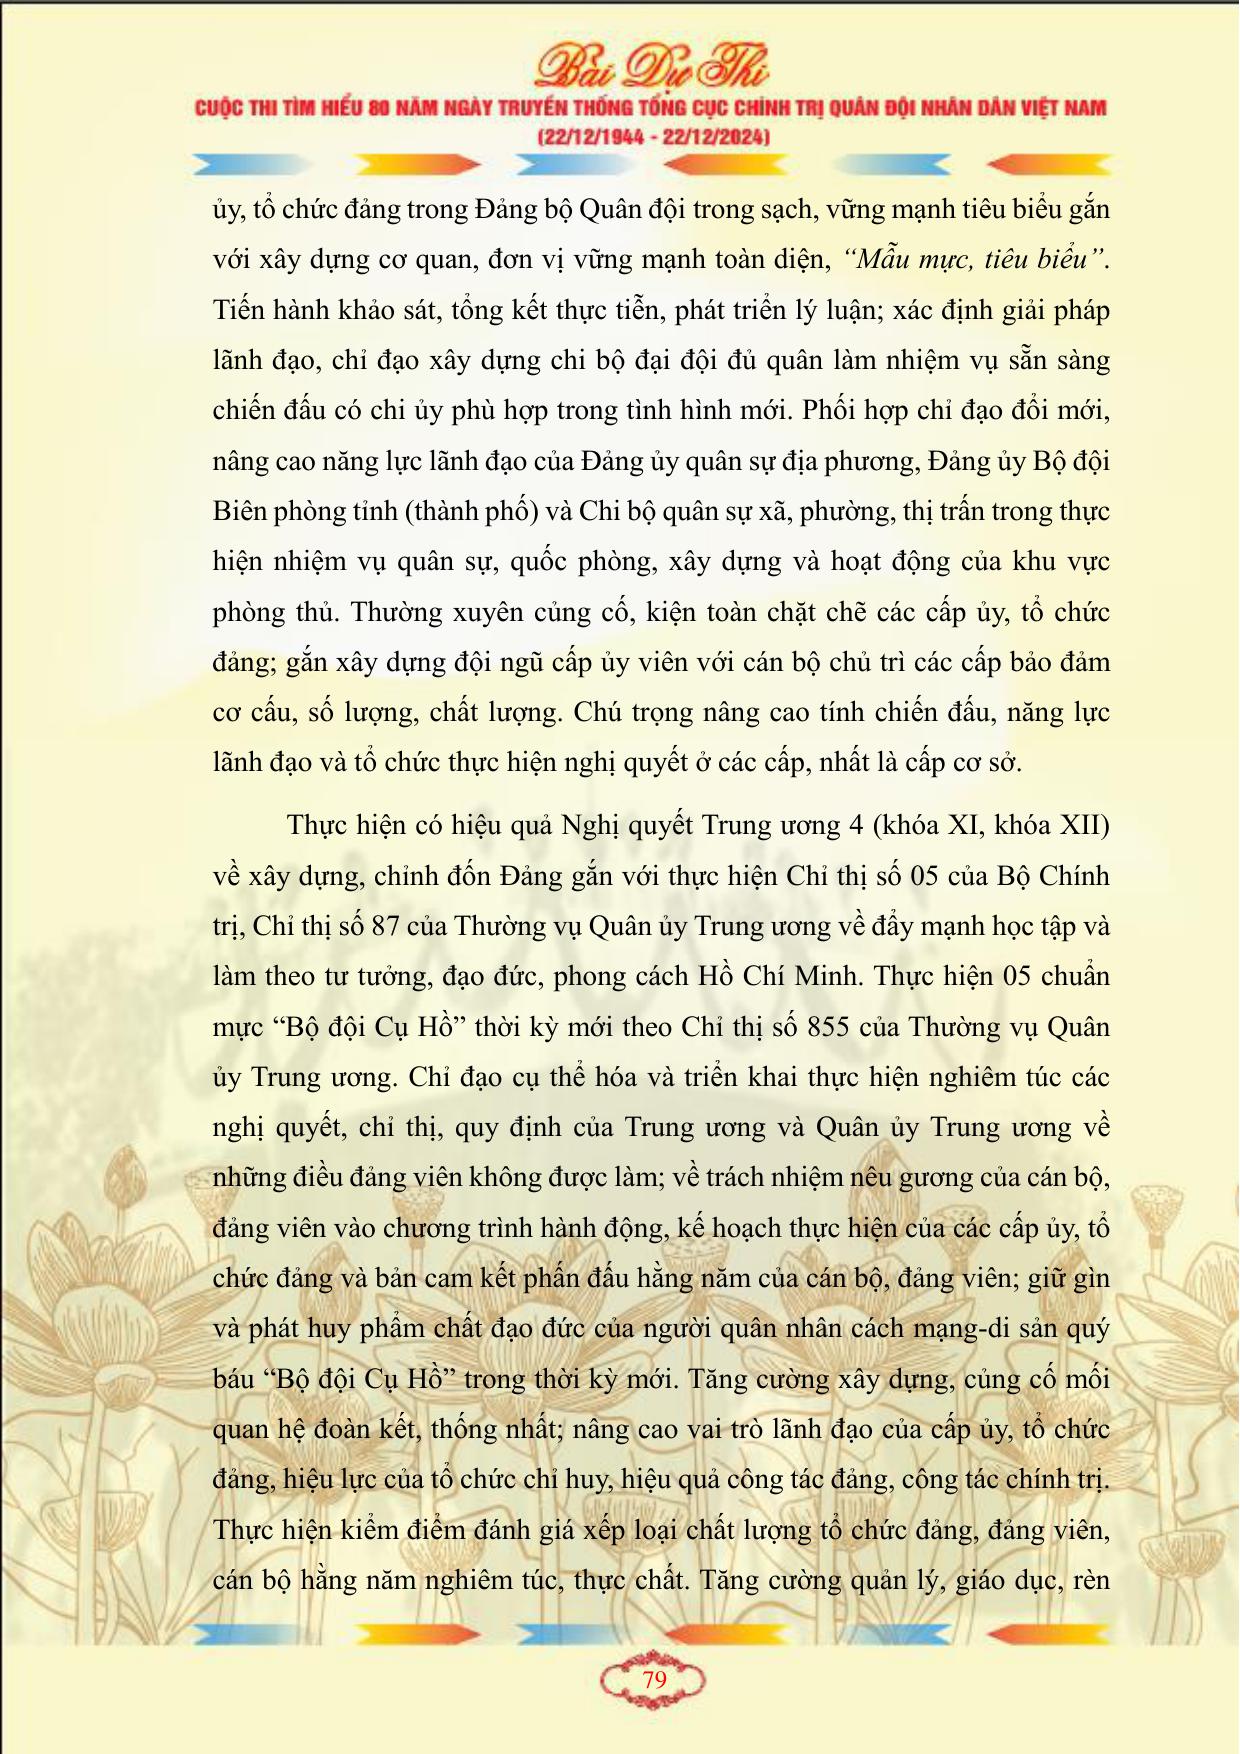 Bài Dự Thi
CUỘC THI TÌM HIỂU 80 NĂM NGÀY TRUYỀN THỐNG TỔNG CỤC CHÍNH TRỊ QUÂN ĐỘI NHÂN DÂN VIỆT NAM
(22/12/1944 - 22/12/2024)
ủy, tổ chức đảng trong Đảng bộ Quân đội trong sạch, vững mạnh tiêu biểu gắn
với xây dựng cơ quan, đơn vị vững mạnh toàn diện, “Mẫu mực, tiêu biểu”.
Tiến hành khảo sát, tổng kết thực tiễn, phát triển lý luận; xác định giải pháp
lãnh đạo, chỉ đạo xây dựng chi bộ đại đội đủ quân làm nhiệm vụ sẵn sàng
chiến đấu có chi ủy phù hợp trong tình hình mới. Phối hợp chỉ đạo đổi mới,
nâng cao năng lực lãnh đạo của Đảng ủy quân sự địa phương, Đảng ủy Bộ đội
Biên phòng tỉnh (thành phố) và Chi bộ quân sự xã, phường, thị trấn trong thực
hiện nhiệm vụ quân sự, quốc phòng, xây dựng và hoạt động của khu vực
phòng thủ. Thường xuyên củng cố, kiện toàn chặt chẽ các cấp ủy, tổ chức
đảng; gắn xây dựng đội ngũ cấp ủy viên với cán bộ chủ trì các cấp bảo đảm
cơ cấu, số lượng, chất lượng. Chú trọng nâng cao tính chiến đấu, năng lực
lãnh đạo và tổ chức thực hiện nghị quyết ở các cấp, nhất là cấp cơ sở.
Thực hiện có hiệu quả Nghị quyết Trung ương 4 (khóa XI, khóa XII)
về xây dựng, chỉnh đốn Đảng gắn với thực hiện Chỉ thị số 05 của Bộ Chính
trị, Chỉ thị số 87 của Thường vụ Quân ủy Trung ương về đẩy mạnh học tập và
làm theo tư tưởng, đạo đức, phong cách Hồ Chí Minh. Thực hiện 05 chuẩn
mực “Bộ đội Cụ Hồ” thời kỳ mới theo Chỉ thị số 855 của Thường vụ Quân
ủy Trung ương. Chỉ đạo cụ thể hóa và triển khai thực hiện nghiêm túc các
nghị quyết, chỉ thị, quy định của Trung ương và Quân ủy Trung ương về
những điều đảng viên không được làm; về trách nhiệm nêu gương của cán bộ,
đảng viên vào chương trình hành động, kế hoạch thực hiện của các cấp ủy, tổ
chức đảng và bản cam kết phấn đấu hằng năm của cán bộ, đảng viên; giữ gìn
và phát huy phẩm chất đạo đức của người quân nhân cách mạng-di sản quý
báu “Bộ đội Cụ Hồ” trong thời kỳ mới. Tăng cường xây dựng, củng cố mối
quan hệ đoàn kết, thống nhất; nâng cao vai trò lãnh đạo của cấp ủy, tổ chức
đảng, hiệu lực của tổ chức chỉ huy, hiệu quả công tác đảng, công tác chính trị.
Thực hiện kiểm điểm đánh giá xếp loại chất lượng tổ chức đảng, đảng viên,
cán bộ hằng năm nghiêm túc, thực chất. Tăng cường quản lý, giáo dục, rèn
79